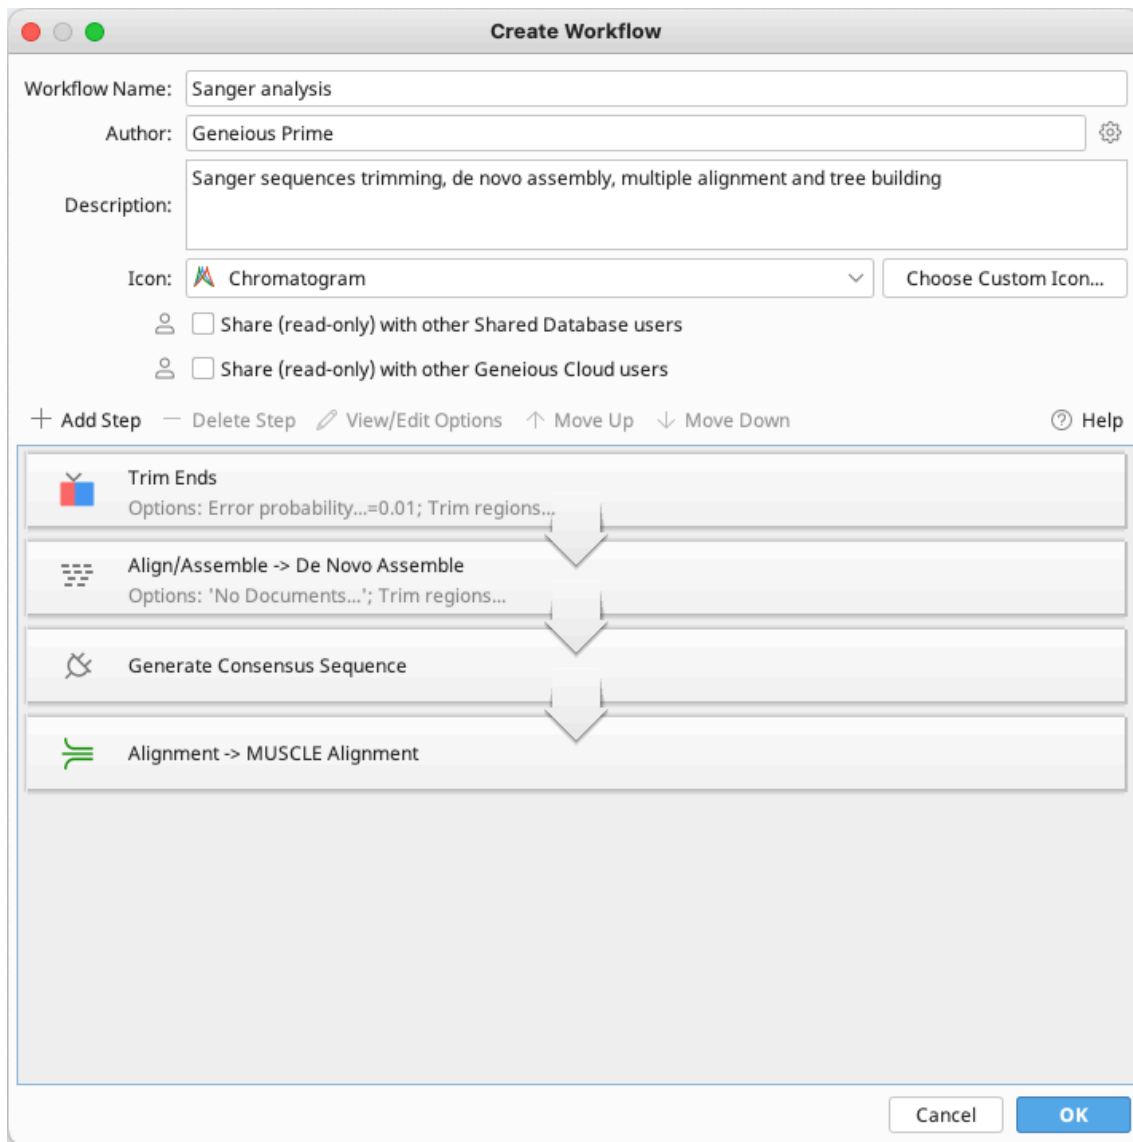 Create Workflow
Workflow Name: Sanger analysis
Author: Geneious Prime
Description: Sanger sequences trimming, de novo assembly, multiple alignment and tree building
Icon: Chromatogram Choose Custom Icon...
Share (read-only) with other Shared Database users
Share (read-only) with other Geneious Cloud users
Add Step Delete Step View/Edit Options Move Up Move Down Help
Trim Ends
Options: Error probability...=0.01; Trim regions...
Align/Assemble -> De Novo Assemble
Options: 'No Documents...'; Trim regions...
Generate Consensus Sequence
Alignment -> MUSCLE Alignment
Cancel OK